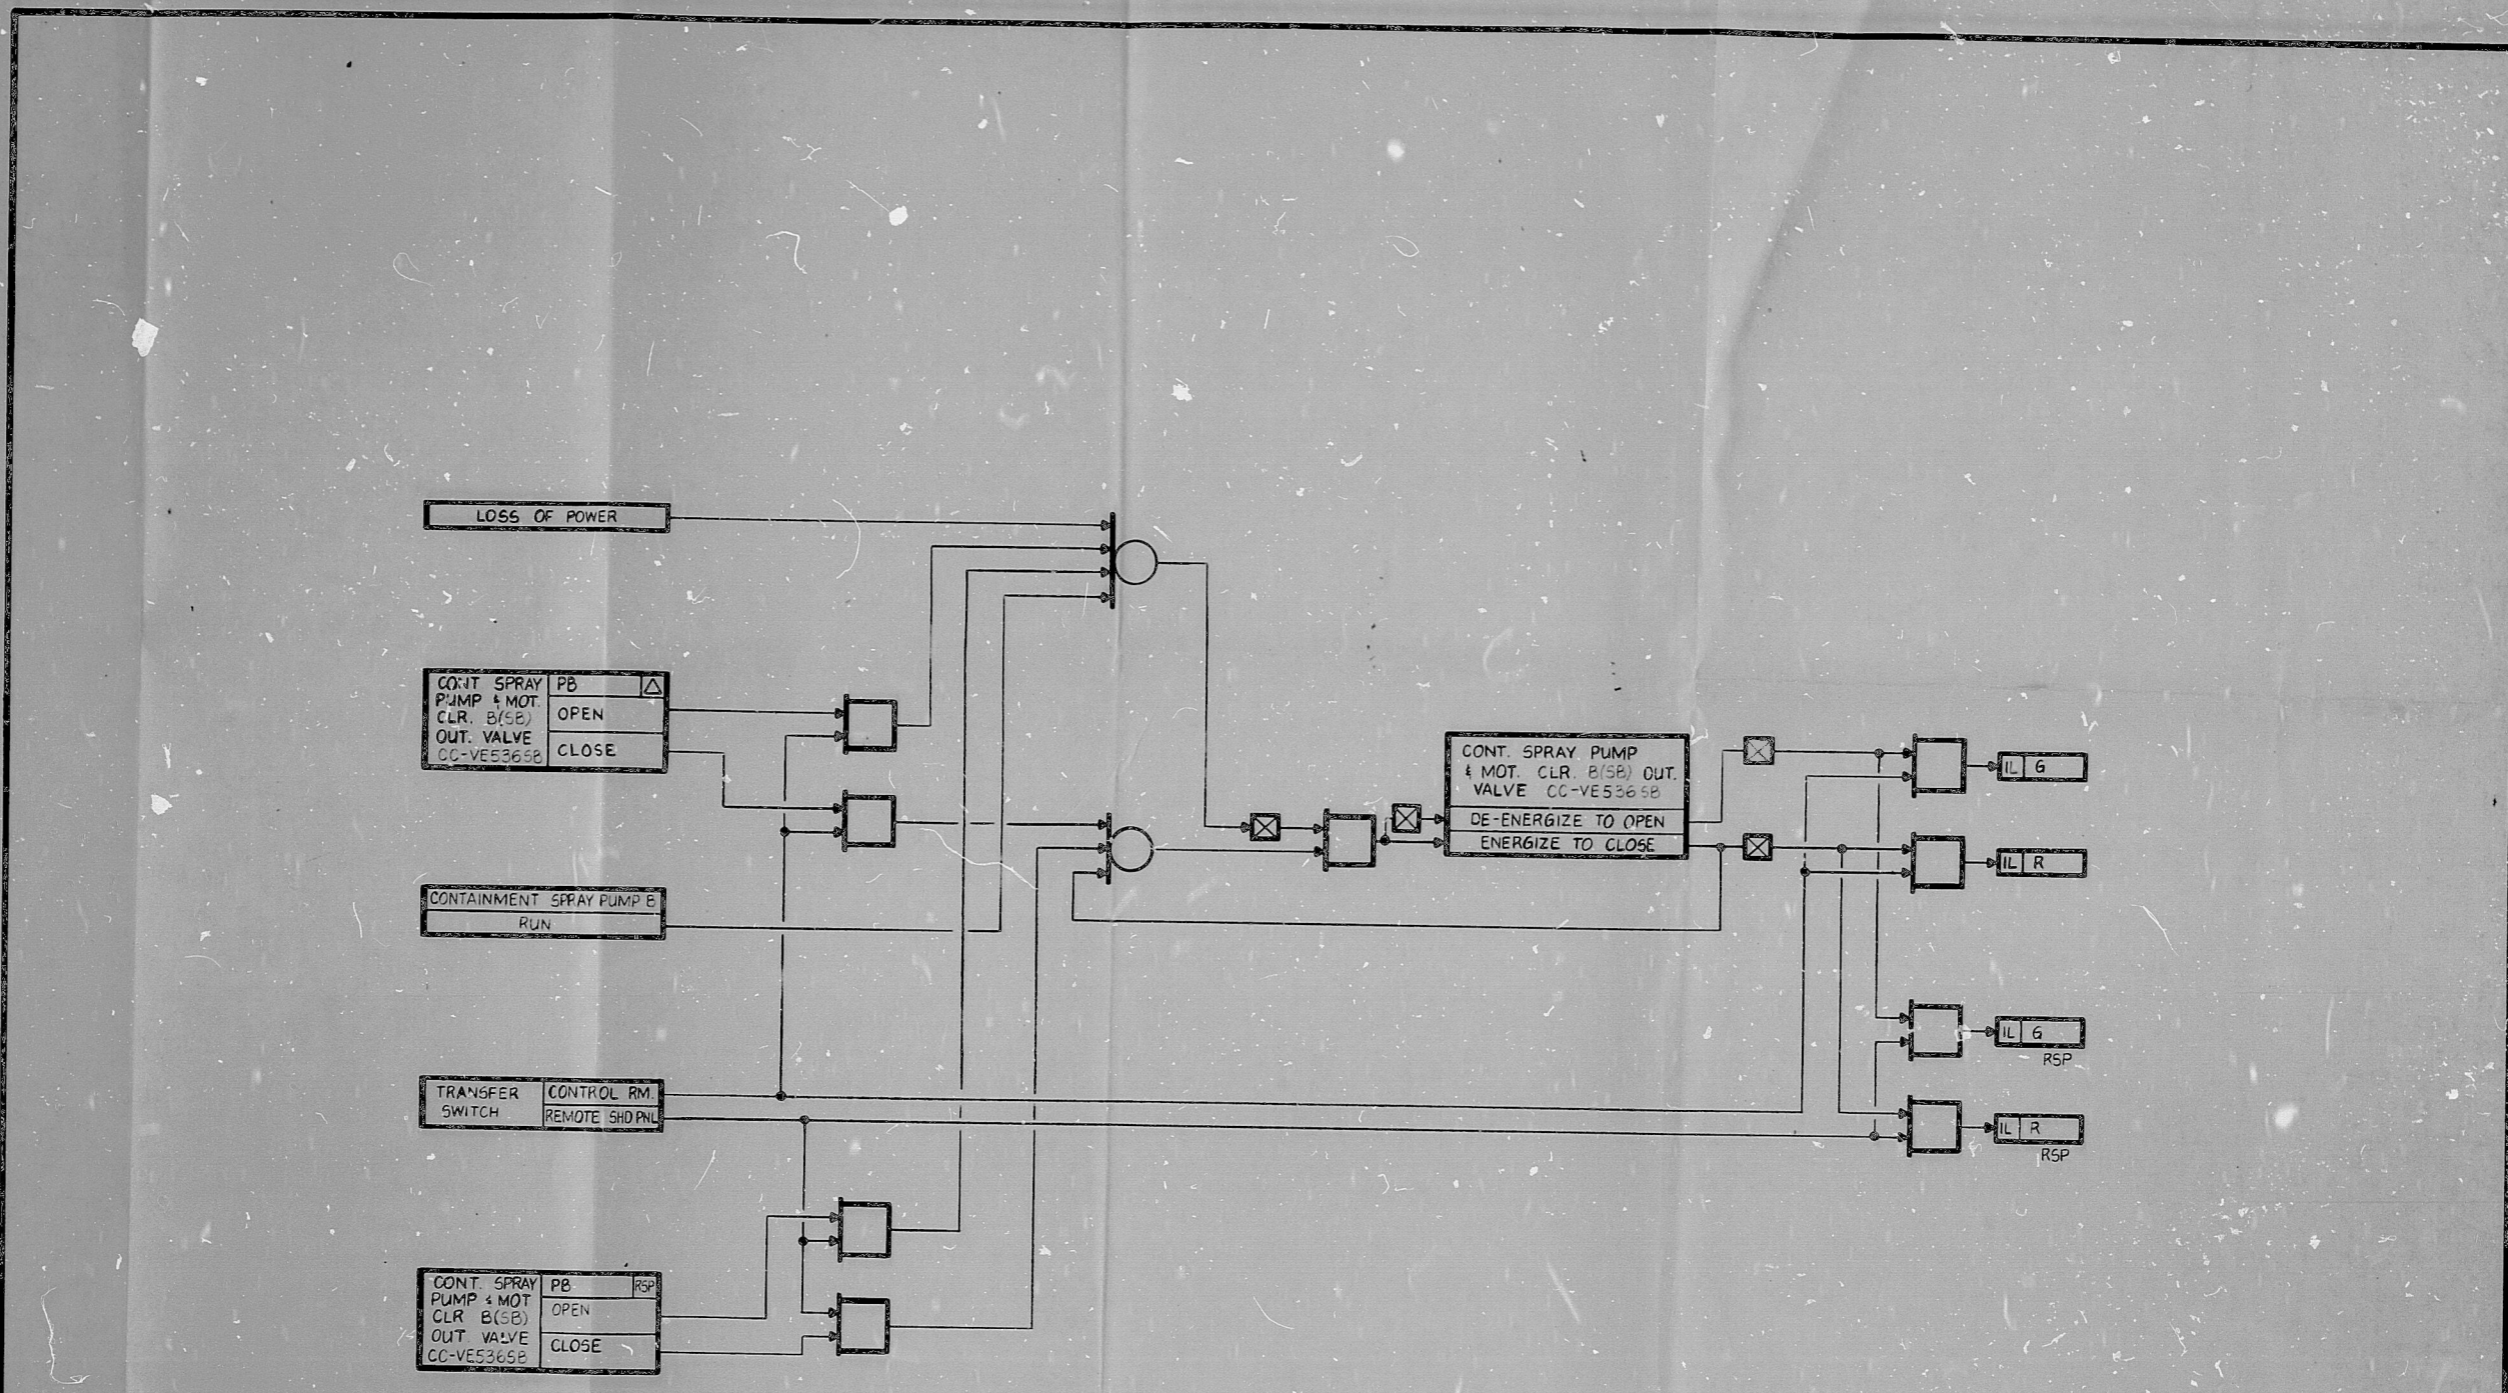 LOSS OF POWER
CONT SPRAY
PUMP & MOT.
CLR. B(SB)
OUT. VALVE
CC-VE536SB
PB
OPEN
CLOSE
CONTAINMENT SPRAY PUMP B
RUN
TRANSFER
SWITCH
CONTROL RM.
REMOTE SHD PNL
CONT. SPRAY
PUMP & MOT
CLR B(SB)
OUT. VALVE
CC-VE536SB
PB RSP
OPEN
CLOSE
CONT. SPRAY PUMP
& MOT. CLR. B(SB) OUT.
VALVE CC-VE536SB
DE-ENERGIZE TO OPEN
ENERGIZE TO CLOSE
IL G
IL R
IL G
RSP
IL R
RSP